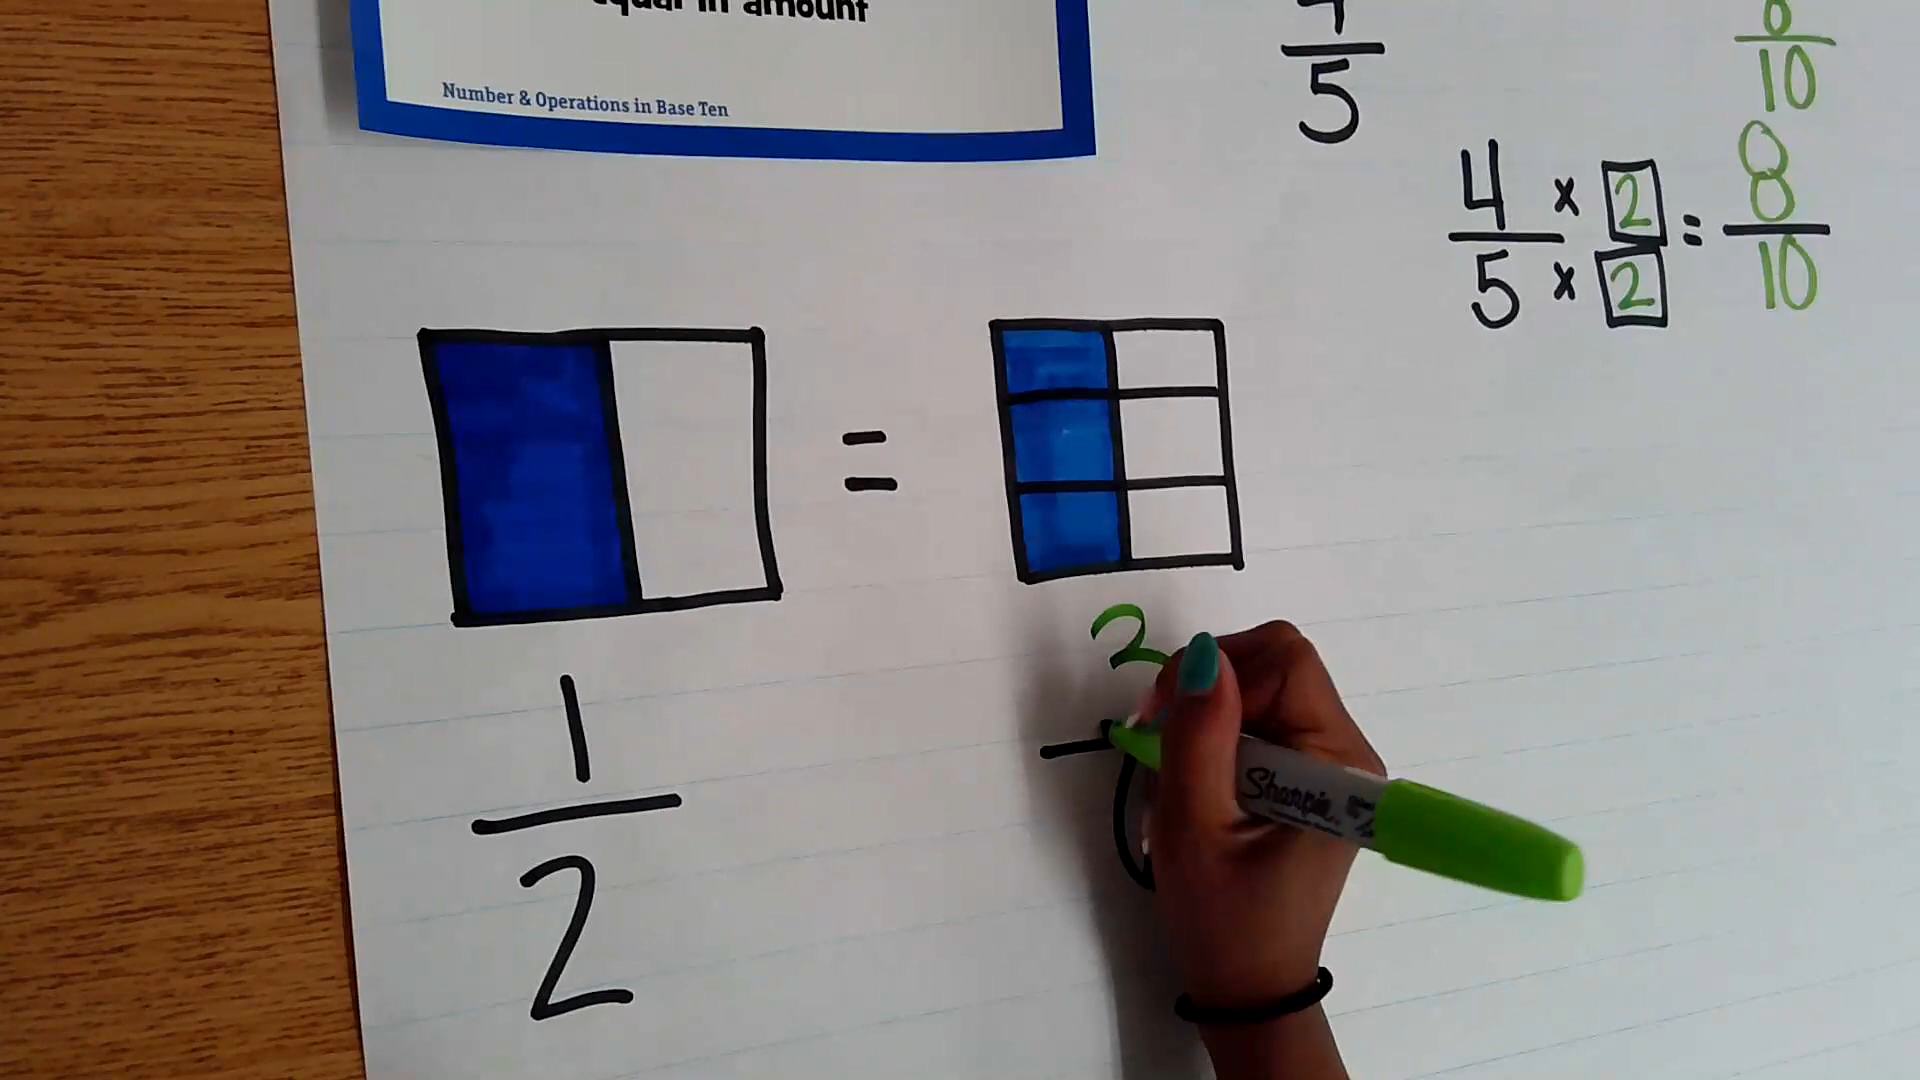 equal in amount
Number & Operations in Base Ten
5
10
4 x 2 = 8
5 x 2 10
=
1
2
3
Sharpie